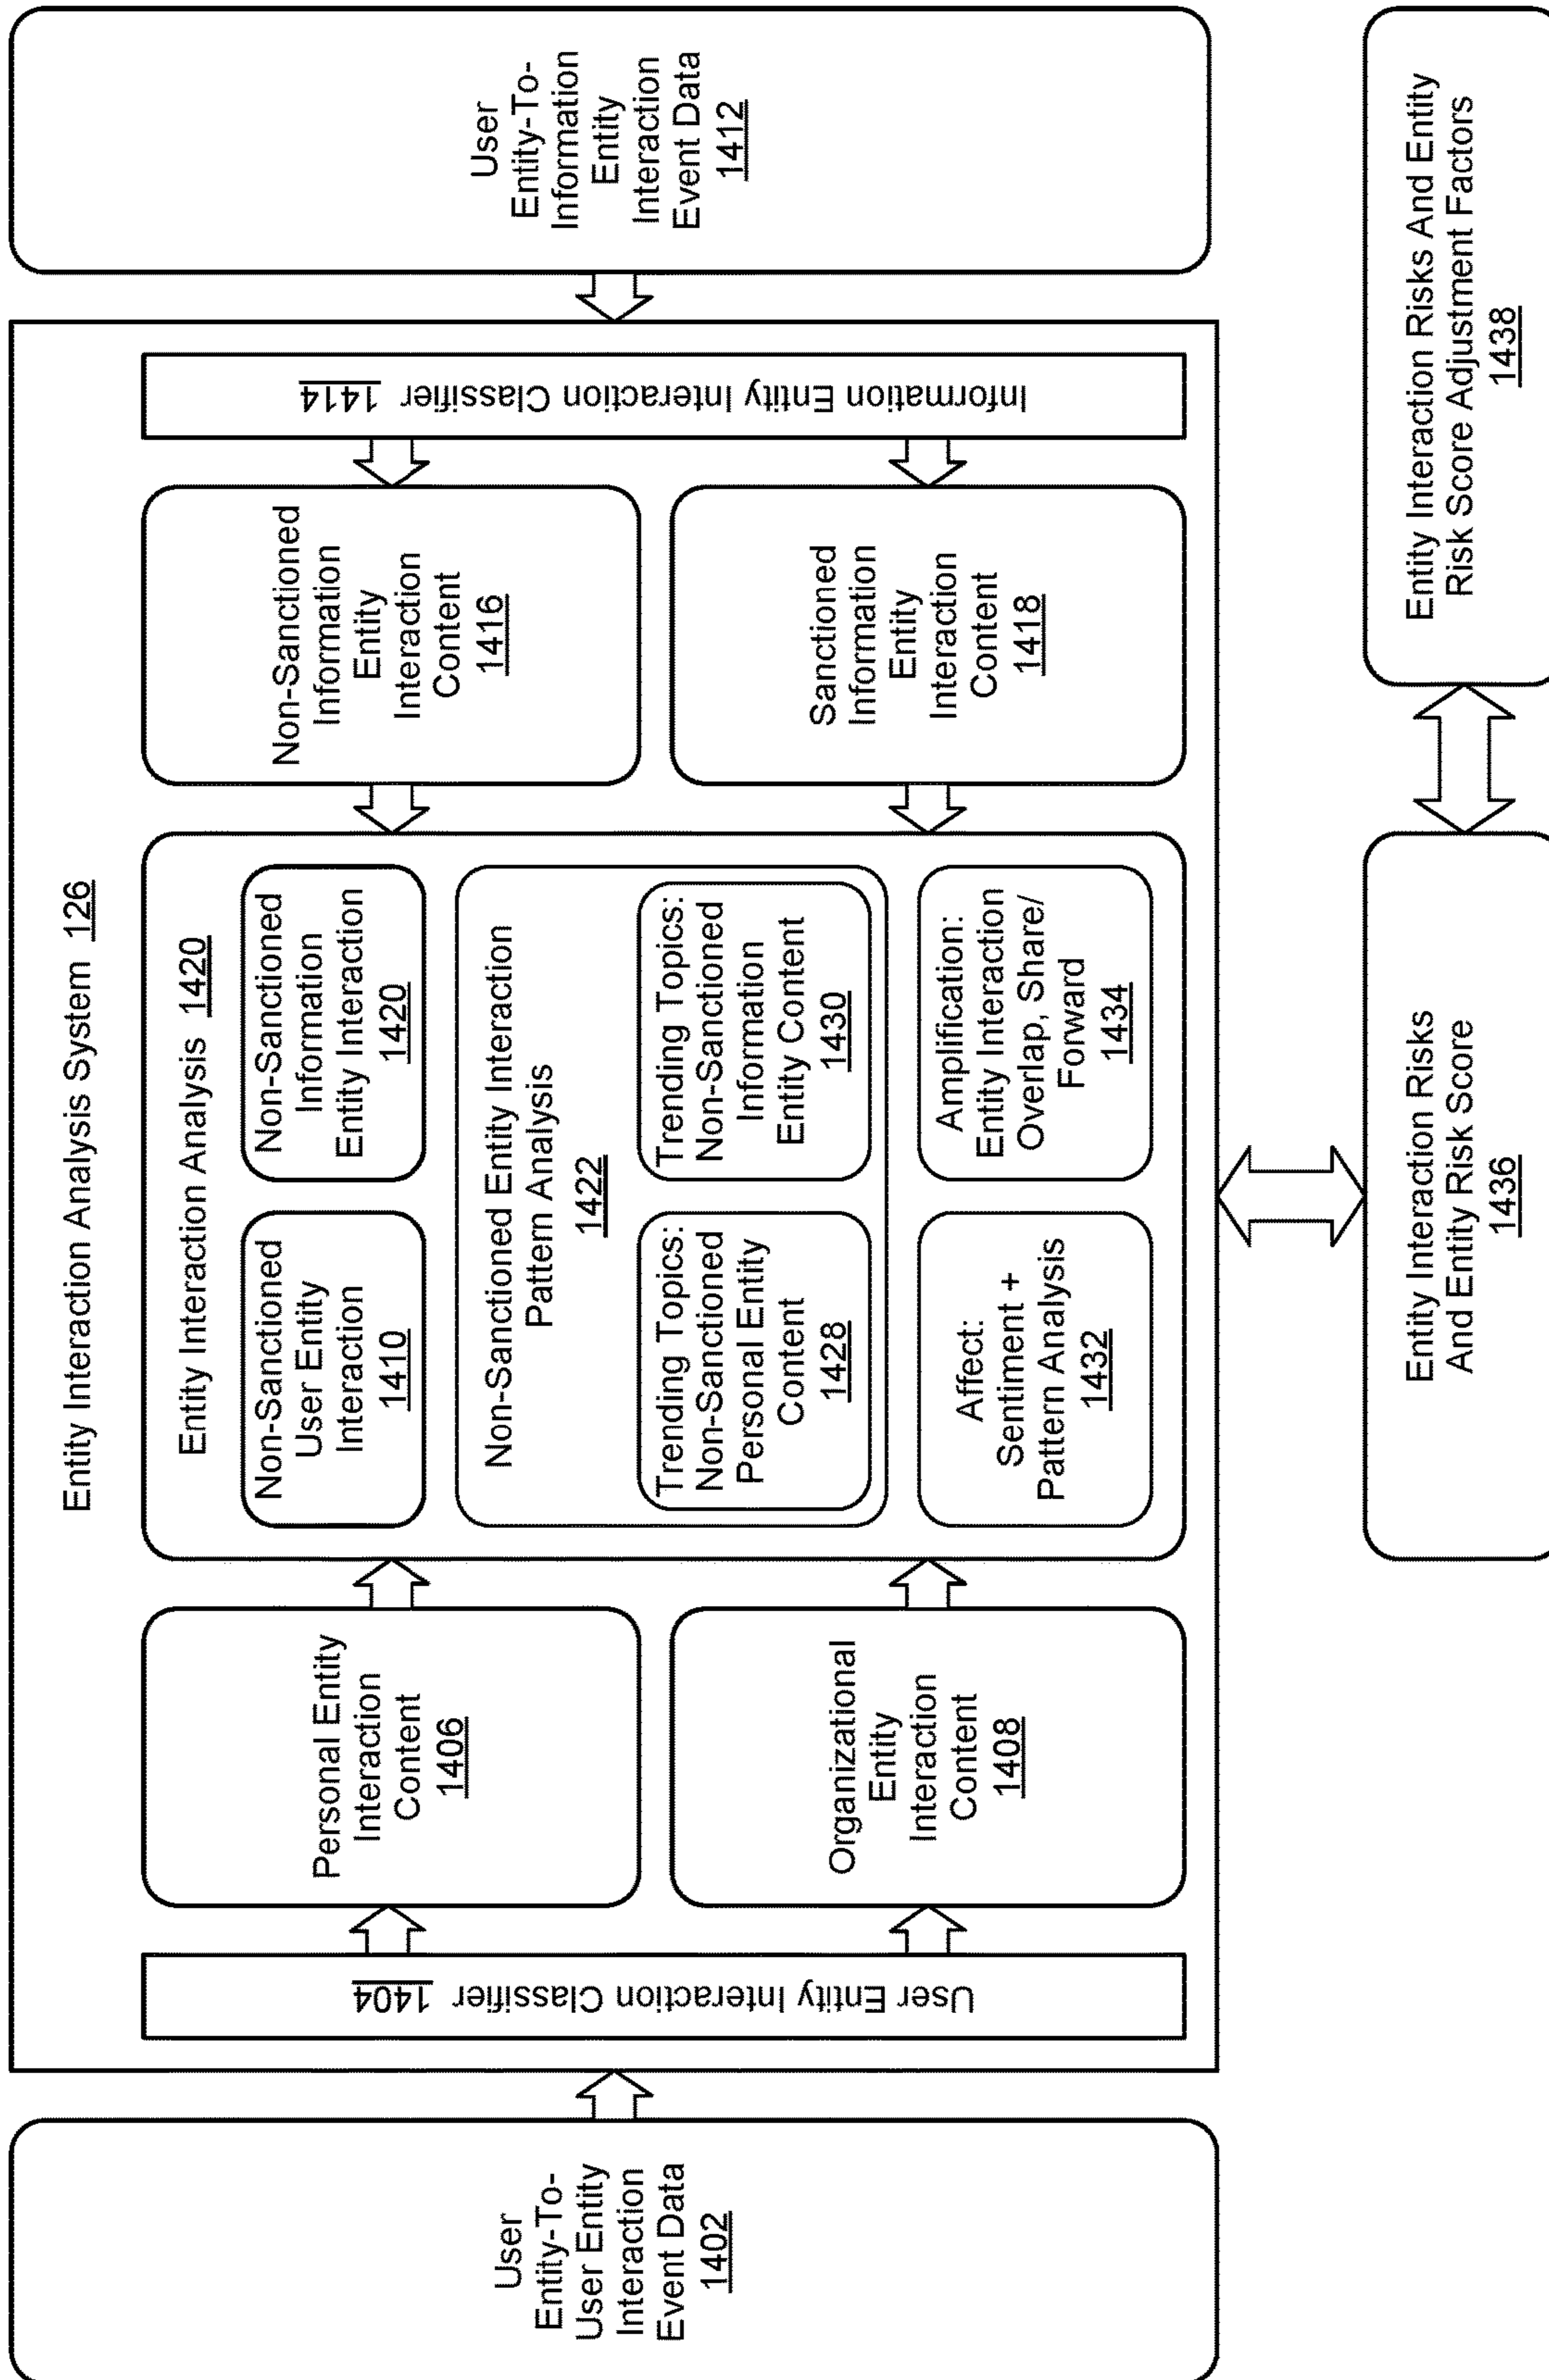 Entity Interaction Analysis System 126
User
Entity-To-
User Entity
Interaction
Event Data
1402
User Entity Interaction Classifier 1404
Personal Entity
Interaction
Content
1406
Organizational
Entity
Interaction
Content
1408
Entity Interaction Analysis 1420
Non-Sanctioned
User Entity
Interaction
1410
Non-Sanctioned
Information
Entity Interaction
1420
Non-Sanctioned Entity Interaction
Pattern Analysis
1422
Trending Topics:
Non-Sanctioned
Personal Entity
Content
1428
Trending Topics:
Non-Sanctioned
Information
Entity Content
1430
Affect:
Sentiment +
Pattern Analysis
1432
Amplification:
Entity Interaction
Overlap, Share/
Forward
1434
Non-Sanctioned
Information
Entity
Interaction
Content
1416
Sanctioned
Information
Entity
Interaction
Content
1418
Information Entity Interaction Classifier 1414
User
Entity-To-
Information
Entity
Interaction
Event Data
1412
Entity Interaction Risks
And Entity Risk Score
1436
Entity Interaction Risks And Entity
Risk Score Adjustment Factors
1438